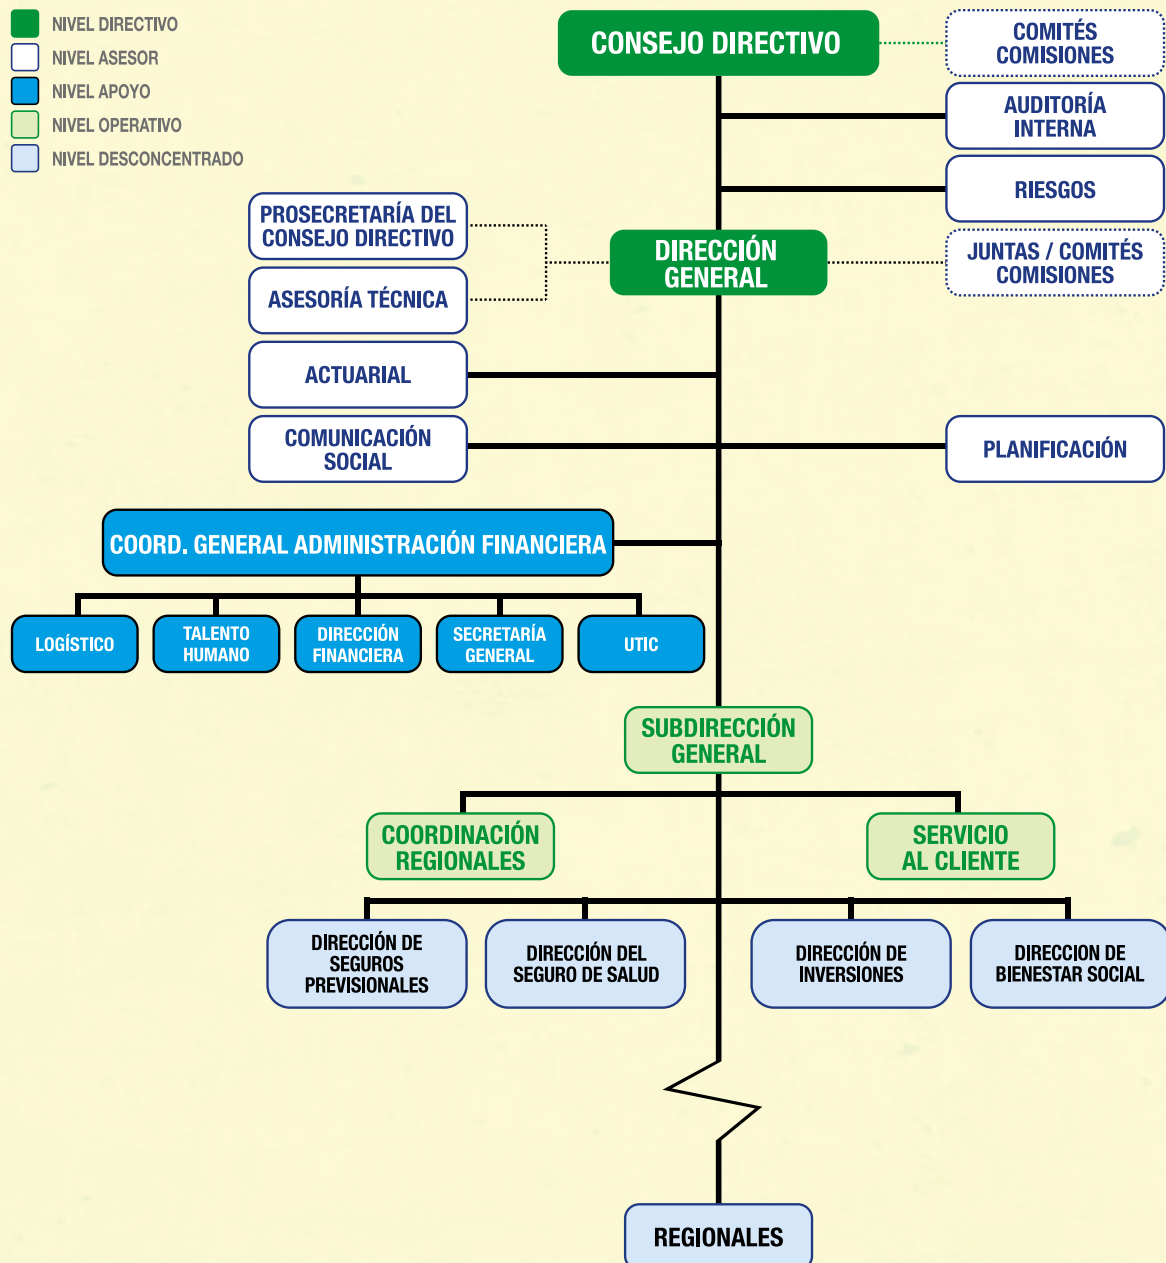 NIVEL DIRECTIVO
NIVEL ASESOR
NIVEL APOYO
NIVEL OPERATIVO
NIVEL DESCONCENTRADO
CONSEJO DIRECTIVO
COMITÉS
COMISIONES
AUDITORÍA
INTERNA
RIESGOS
PROSECRETARÍA DEL
CONSEJO DIRECTIVO
DIRECCIÓN
GENERAL
JUNTAS / COMITÉS
COMISIONES
ASESORÍA TÉCNICA
ACTUARIAL
COMUNICACIÓN
SOCIAL
PLANIFICACIÓN
COORD. GENERAL ADMINISTRACIÓN FINANCIERA
LOGÍSTICO
TALENTO
HUMANO
DIRECCIÓN
FINANCIERA
SECRETARÍA
GENERAL
UTIC
SUBDIRECCIÓN
GENERAL
COORDINACIÓN
REGIONALES
SERVICIO
AL CLIENTE
DIRECCIÓN DE
SEGUROS
PREVISIONALES
DIRECCIÓN DEL
SEGURO DE SALUD
DIRECCIÓN DE
INVERSIONES
DIRECCION DE
BIENESTAR SOCIAL
REGIONALES